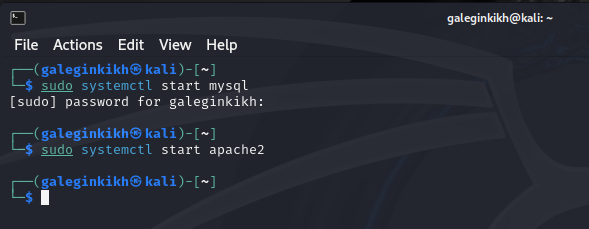 galeginkikh@kali: ~
File Actions Edit View Help
┌──(galeginkikh㉿kali)-[~]
└─$ sudo systemctl start mysql
[sudo] password for galeginkikh:
┌──(galeginkikh㉿kali)-[~]
└─$ sudo systemctl start apache2
┌──(galeginkikh㉿kali)-[~]
└─$